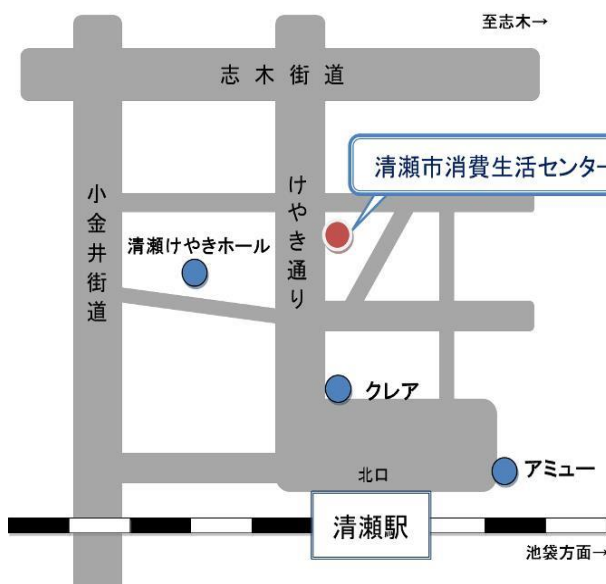 至志木→
志木街道
清瀬市消費生活センター
小金井街道
けやき通り
清瀬けやきホール
クレア
アミュー
北口
清瀬駅
池袋方面→